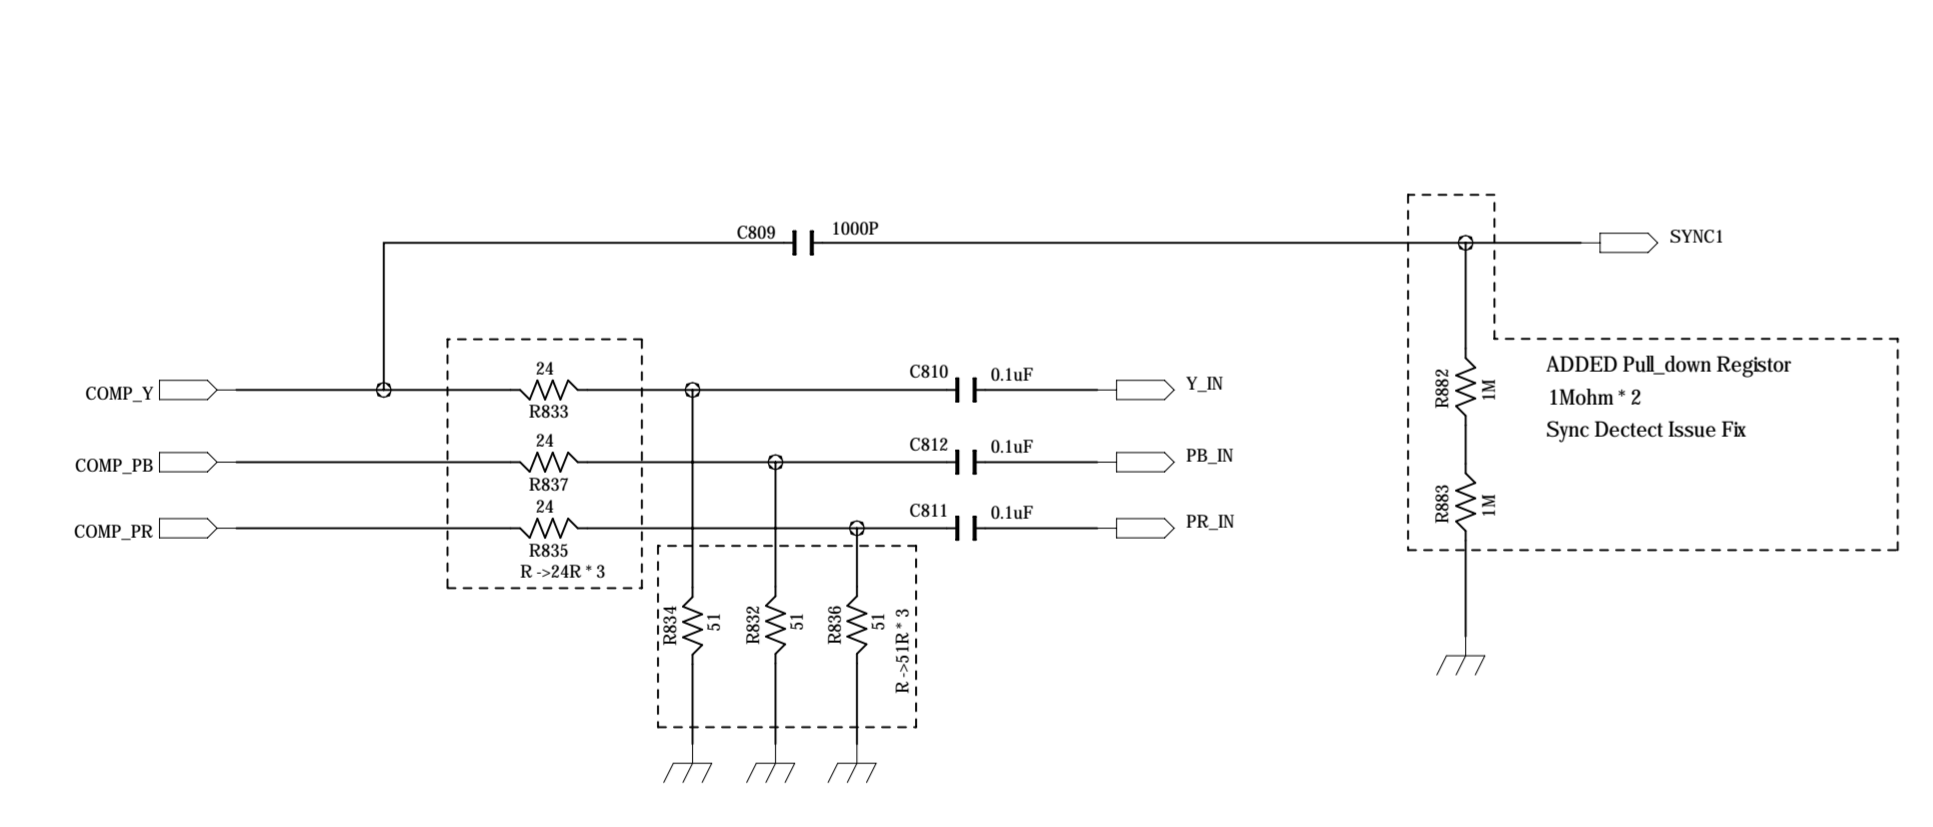 C809
1000P
SYNC1
COMP_Y
24
R833
C810
0.1uF
Y_IN
COMP_PB
24
R837
C812
0.1uF
PB_IN
COMP_PR
24
R835
R ->24R * 3
C811
0.1uF
PR_IN
R834
51
R832
51
R836
51
R ->51R * 3
R882
1M
R883
1M
ADDED Pull_down Registor
1Mohm * 2
Sync Dectect Issue Fix